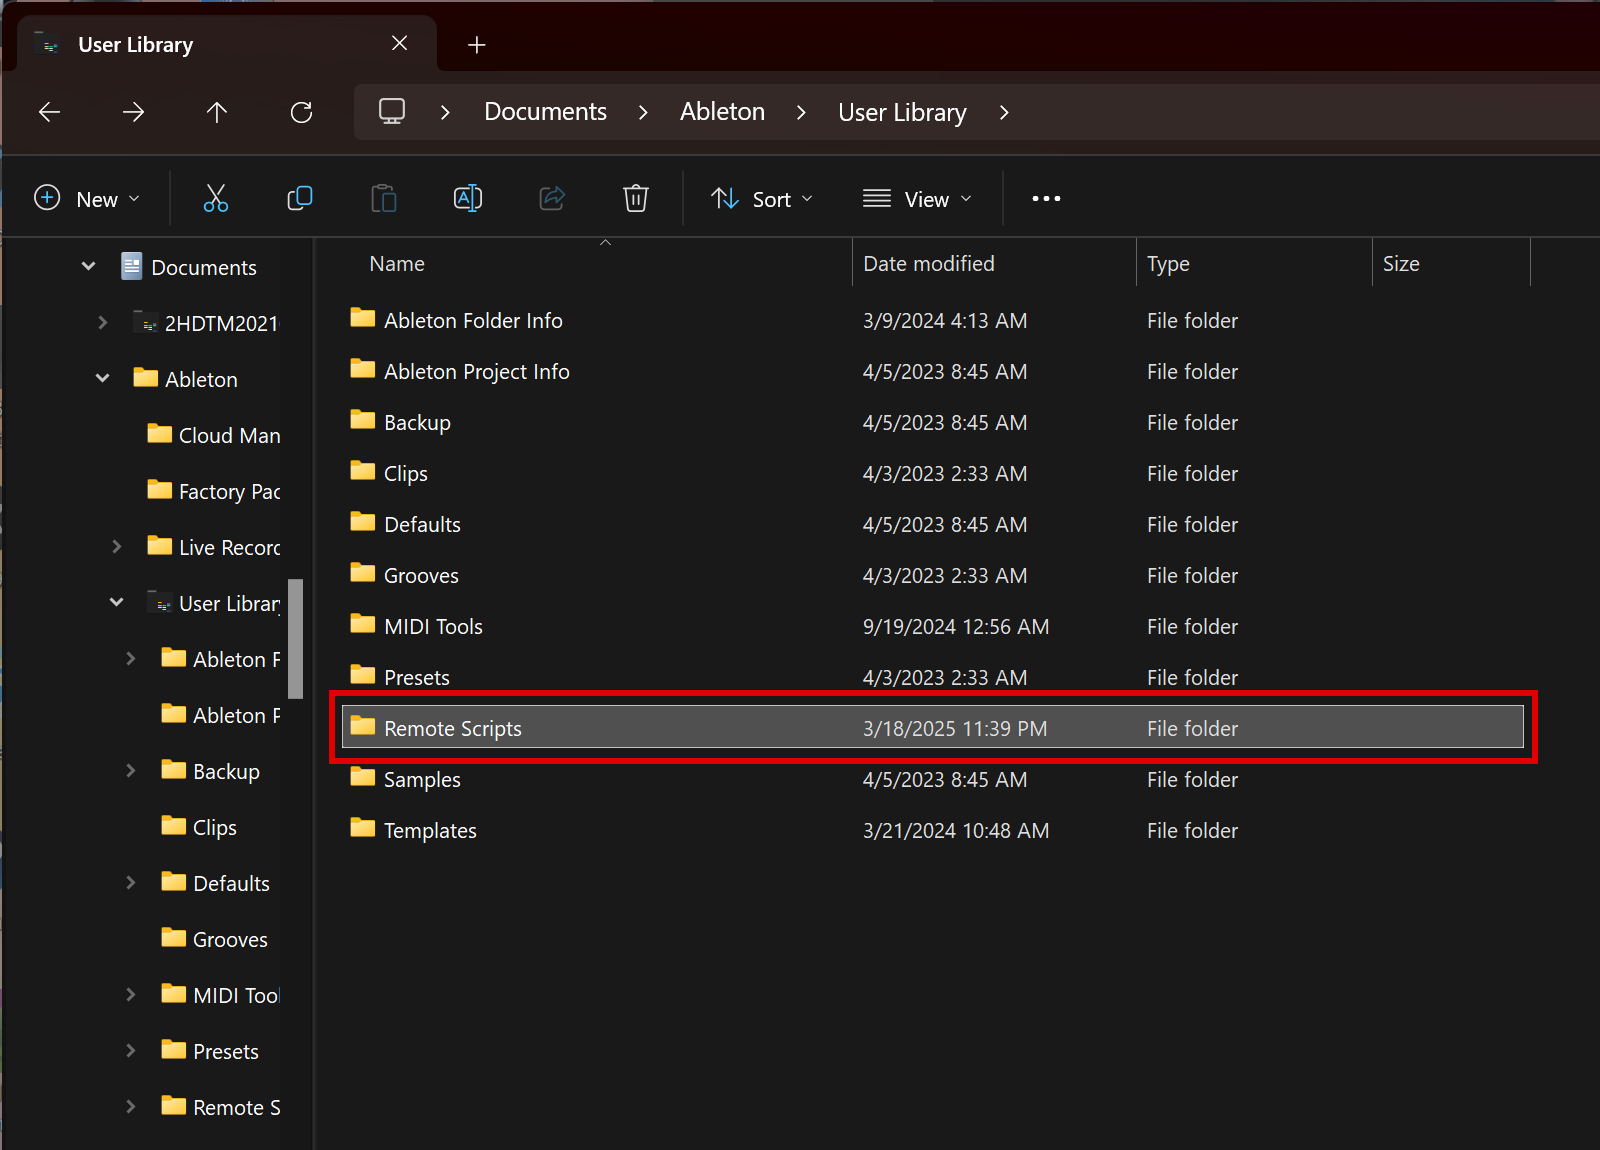 User Library
Documents > Ableton > User Library >
New
Sort
View
Name Date modified Type Size
Documents
2HDTM2021
Ableton
Cloud Man
Factory Pac
Live Recorc
User Library
Ableton F
Ableton F
Backup
Clips
Defaults
Grooves
MIDI Tool
Presets
Remote S
Ableton Folder Info 3/9/2024 4:13 AM File folder
Ableton Project Info 4/5/2023 8:45 AM File folder
Backup 4/5/2023 8:45 AM File folder
Clips 4/3/2023 2:33 AM File folder
Defaults 4/5/2023 8:45 AM File folder
Grooves 4/3/2023 2:33 AM File folder
MIDI Tools 9/19/2024 12:56 AM File folder
Presets 4/3/2023 2:33 AM File folder
Remote Scripts 3/18/2025 11:39 PM File folder
Samples 4/5/2023 8:45 AM File folder
Templates 3/21/2024 10:48 AM File folder